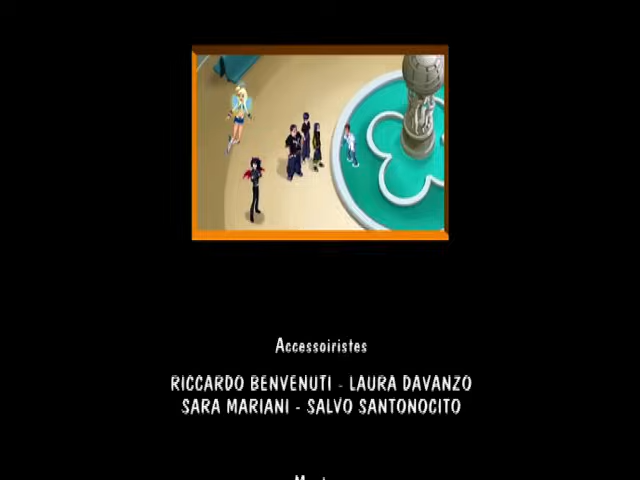 Accessoiristes
RICCARDO BENVENUTI - LAURA DAVANZO
SARA MARIANI - SALVO SANTONOCITO